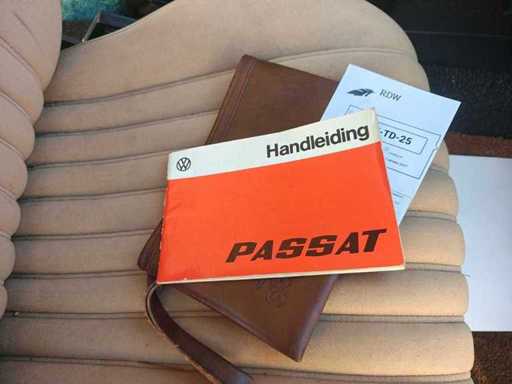 RDW
-TD-25
Handleiding
PASSAT